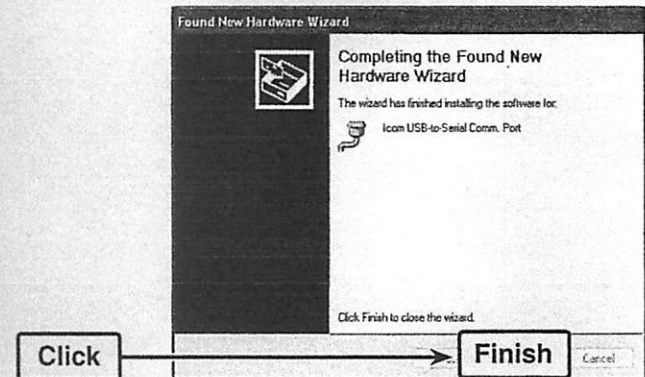 Found New Hardware Wizard
Completing the Found New
Hardware Wizard
The wizard has finished installing the software for:
Icom USB-to-Serial Comm. Port
Click Finish to close the wizard.
Click
Finish
Cancel